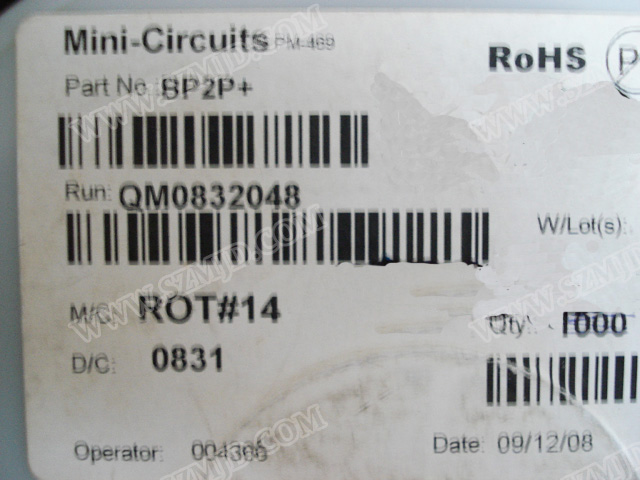 Mini-Circuits PM-469
RoHS
Part No.: BP2P+
Run: QM0832048
W/Lot(s):
M/C: ROT#14
Qty: 1000
D/C: 0831
Operator: 004366
Date: 09/12/08
WWW.SZMJD.COM